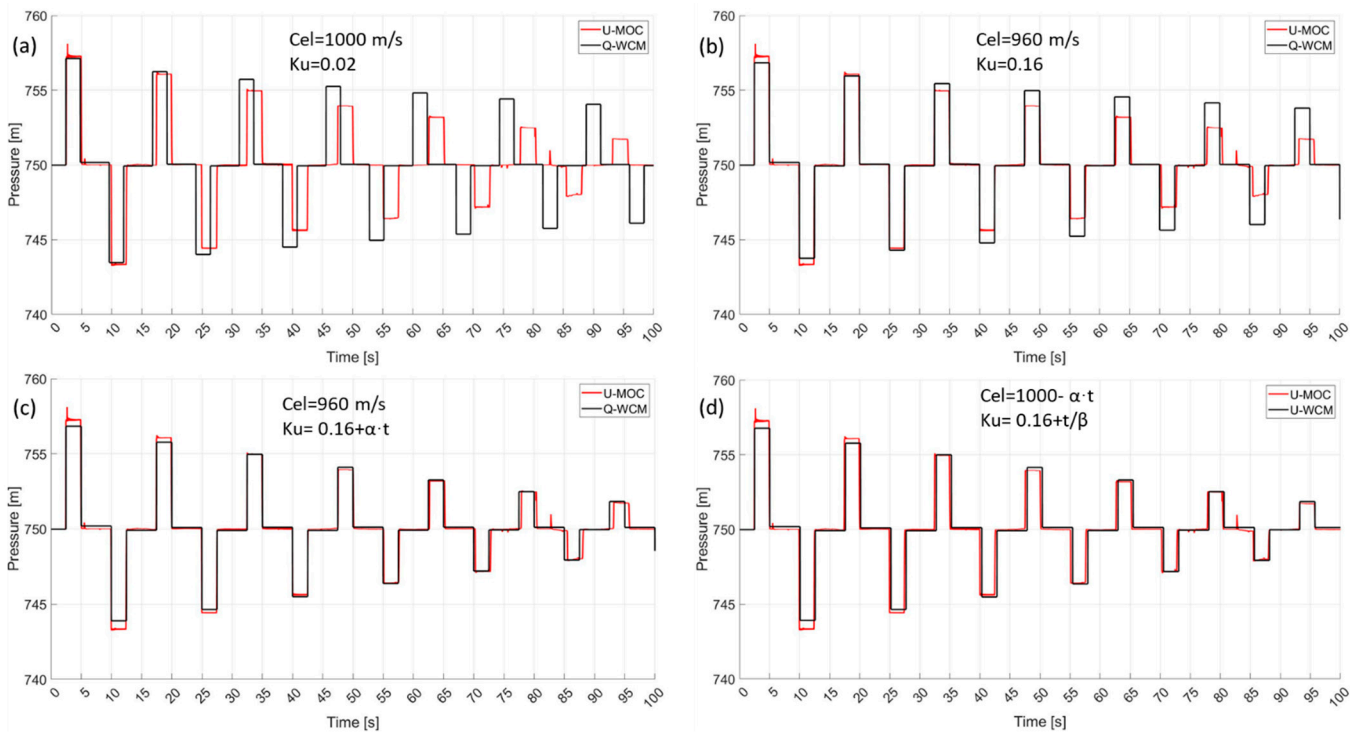 (a)
Cel=1000 m/s
Ku=0.02
U-MOC
Q-WCM
Pressure [m]
760
755
750
745
740
0 5 10 15 20 25 30 35 40 45 50 55 60 65 70 75 80 85 90 95 100
Time [s]
(b)
Cel=960 m/s
Ku=0.16
U-MOC
Q-WCM
Pressure [m]
760
755
750
745
740
0 5 10 15 20 25 30 35 40 45 50 55 60 65 70 75 80 85 90 95 100
Time [s]
(c)
Cel=960 m/s
Ku= 0.16+α·t
U-MOC
Q-WCM
Pressure [m]
760
755
750
745
740
0 5 10 15 20 25 30 35 40 45 50 55 60 65 70 75 80 85 90 95 100
Time [s]
(d)
Cel=1000- α·t
Ku= 0.16+t/β
U-MOC
U-WCM
Pressure [m]
760
755
750
745
740
0 5 10 15 20 25 30 35 40 45 50 55 60 65 70 75 80 85 90 95 100
Time [s]